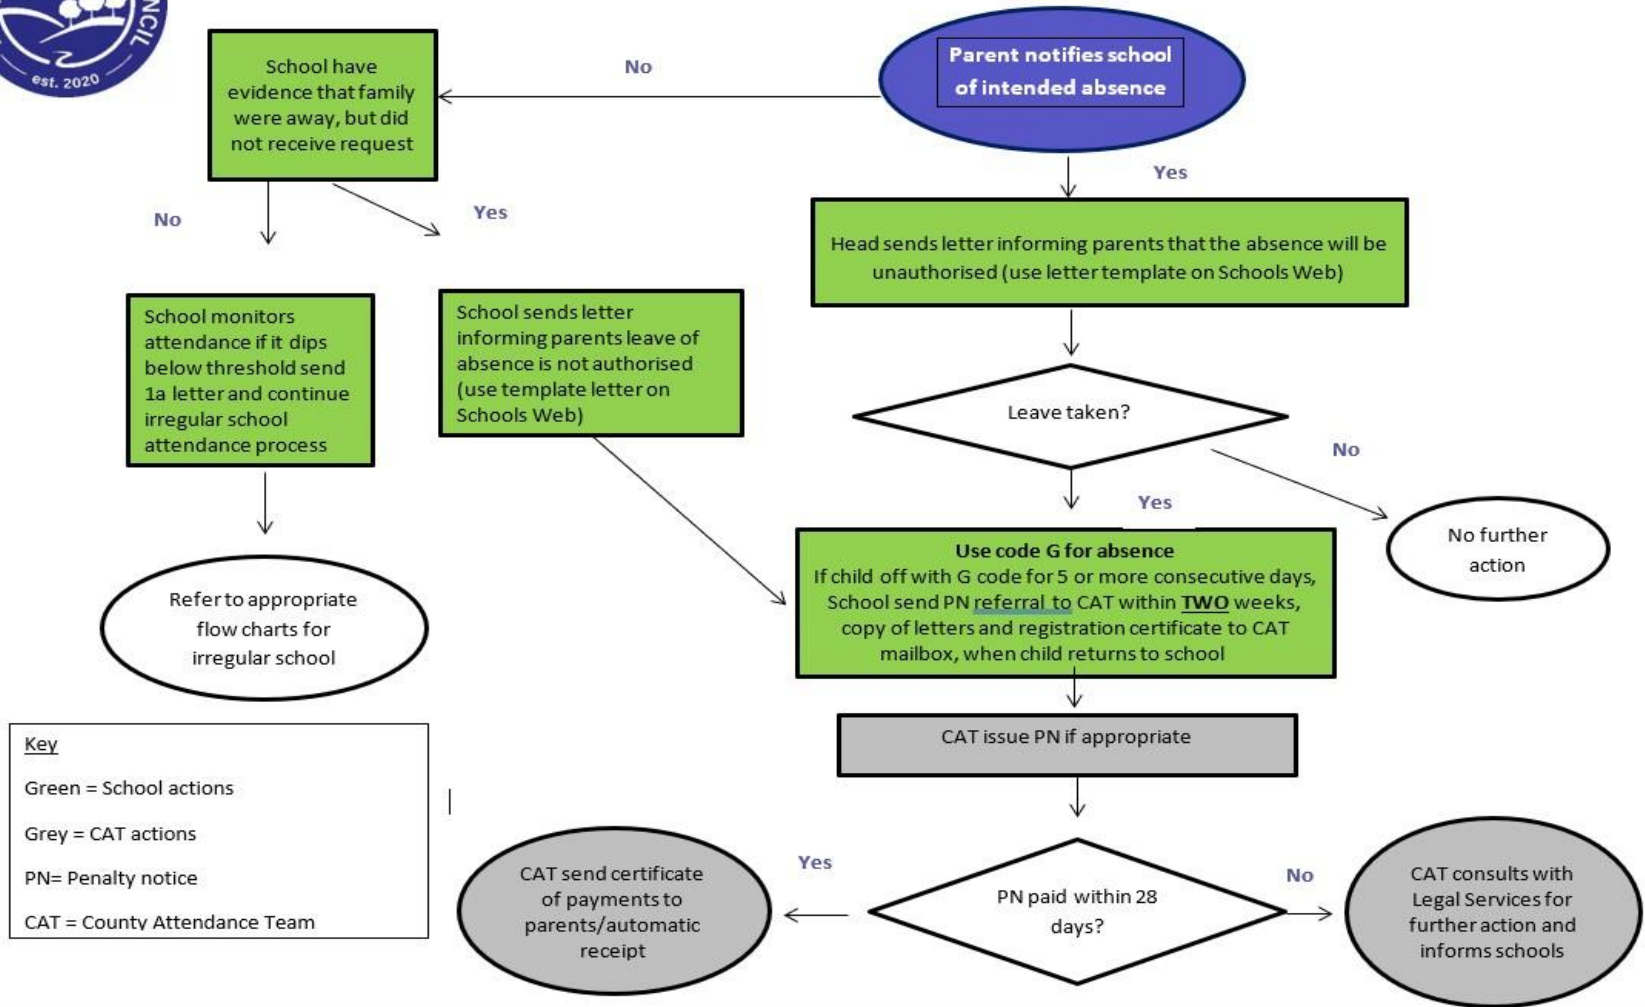 NCIL
est. 2020
Parent notifies school
of intended absence
No
School have
evidence that family
were away, but did
not receive request
Yes
No
Yes
Head sends letter informing parents that the absence will be
unauthorised (use letter template on Schools Web)
School monitors
attendance if it dips
below threshold send
1a letter and continue
irregular school
attendance process
School sends letter
informing parents leave of
absence is not authorised
(use template letter on
Schools Web)
Leave taken?
No
Yes
No further
action
Use code G for absence
If child off with G code for 5 or more consecutive days,
School send PN referral to CAT within TWO weeks,
copy of letters and registration certificate to CAT
mailbox, when child returns to school
Refer to appropriate
flow charts for
irregular school
CAT issue PN if appropriate
Key
Green = School actions
Grey = CAT actions
PN= Penalty notice
CAT = County Attendance Team
PN paid within 28
days?
Yes
CAT send certificate
of payments to
parents/automatic
receipt
No
CAT consults with
Legal Services for
further action and
informs schools